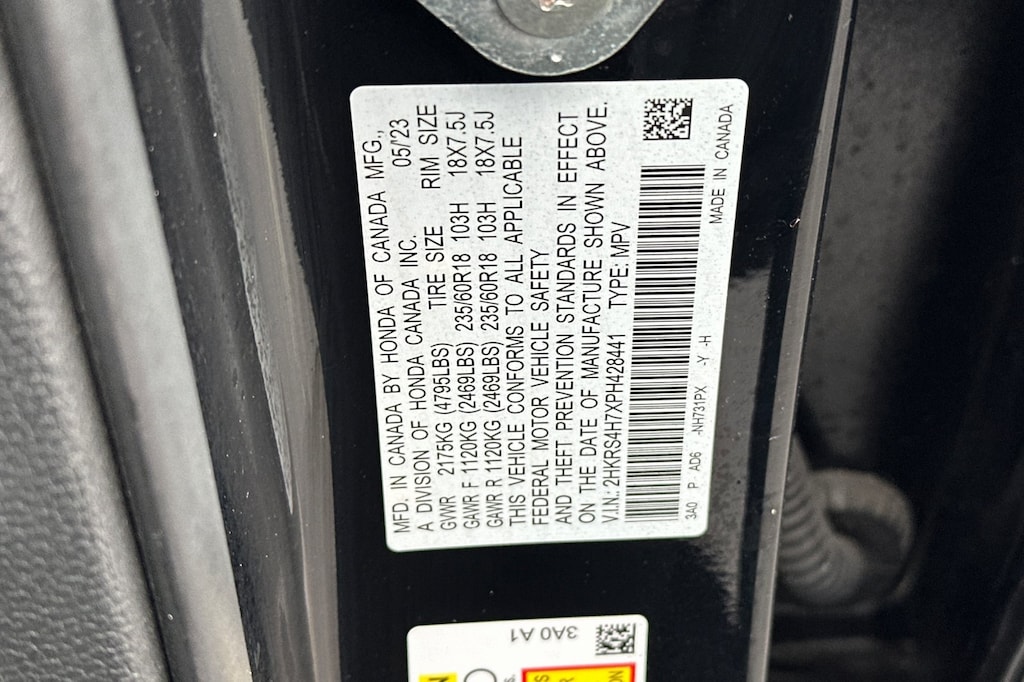 MFD. IN CANADA BY HONDA OF CANADA MFG.,
A DIVISION OF HONDA CANADA INC. 05/'23
GVWR 2175KG (4795LBS) TIRE SIZE RIM SIZE
GAWR F 1120KG (2469LBS) 235/60R18 103H 18X7.5J
GAWR R 1120KG (2469LBS) 235/60R18 103H 18X7.5J
THIS VEHICLE CONFORMS TO ALL APPLICABLE
FEDERAL MOTOR VEHICLE SAFETY
AND THEFT PREVENTION STANDARDS IN EFFECT
ON THE DATE OF MANUFACTURE SHOWN ABOVE.
V.I.N.: 2HKRS4H7XPH428441 TYPE: MPV
3A0 P AD6 -NH731PX -Y -H
MADE IN CANADA
3A0 A1